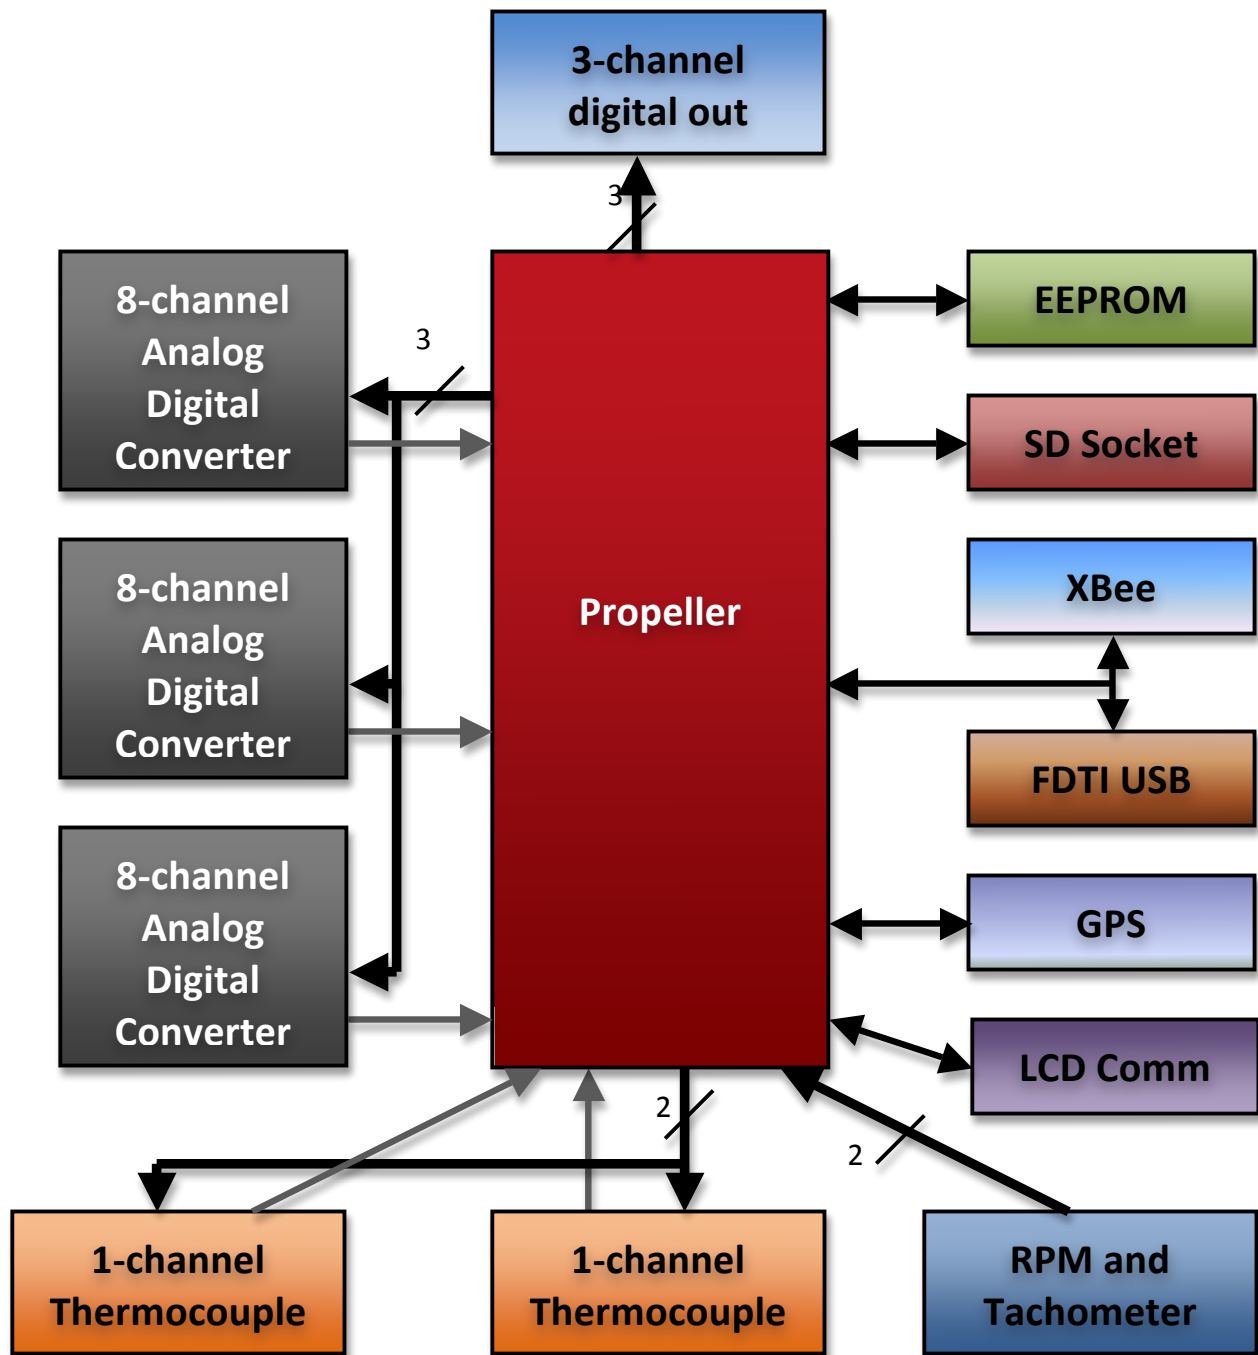 3-channel
digital out
3
8-channel
Analog
Digital
Converter
3
EEPROM
SD Socket
8-channel
Analog
Digital
Converter
Propeller
XBee
FDTI USB
8-channel
Analog
Digital
Converter
GPS
LCD Comm
2
2
1-channel
Thermocouple
1-channel
Thermocouple
RPM and
Tachometer